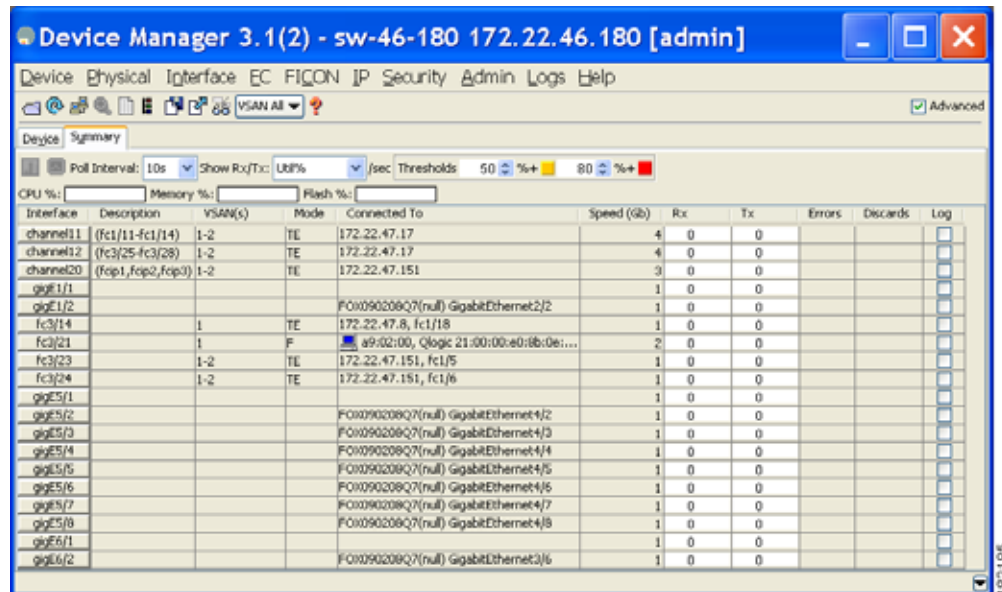 Device Manager 3.1(2) - sw-46-180 172.22.46.180 [admin]
Device Physical Interface FC FICON IP Security Admin Logs Help
VSAN All ? Advanced
Device Summary
Poll Interval: 10s Show Rx/Tx: Util% /sec Thresholds 50 %+ 80 %+
CPU %: Memory %: Flash %:
Interface Description VSAN(s) Mode Connected To Speed (Gb) Rx Tx Errors Discards Log
channel11 (fc1/11-fc1/14) 1-2 TE 172.22.47.17 4 0 0
channel12 (fc3/25-fc3/28) 1-2 TE 172.22.47.17 4 0 0
channel20 (fcip1,fcip2,fcip3) 1-2 TE 172.22.47.151 3 0 0
gigE1/1 1 0 0
gigE1/2 FOX090208Q7(null) GigabitEthernet2/2 1 0 0
fc3/14 1 TE 172.22.47.8, fc1/18 1 0 0
fc3/21 1 F a9:02:00, Qlogic 21:00:00:e0:8b:0e:... 2 0 0
fc3/23 1-2 TE 172.22.47.151, fc1/5 1 0 0
fc3/24 1-2 TE 172.22.47.151, fc1/6 1 0 0
gigE5/1 1 0 0
gigE5/2 FOX090208Q7(null) GigabitEthernet4/2 1 0 0
gigE5/3 FOX090208Q7(null) GigabitEthernet4/3 1 0 0
gigE5/4 FOX090208Q7(null) GigabitEthernet4/4 1 0 0
gigE5/5 FOX090208Q7(null) GigabitEthernet4/5 1 0 0
gigE5/6 FOX090208Q7(null) GigabitEthernet4/6 1 0 0
gigE5/7 FOX090208Q7(null) GigabitEthernet4/7 1 0 0
gigE5/8 FOX090208Q7(null) GigabitEthernet4/8 1 0 0
gigE6/1 1 0 0
gigE6/2 FOX090208Q7(null) GigabitEthernet3/6 1 0 0